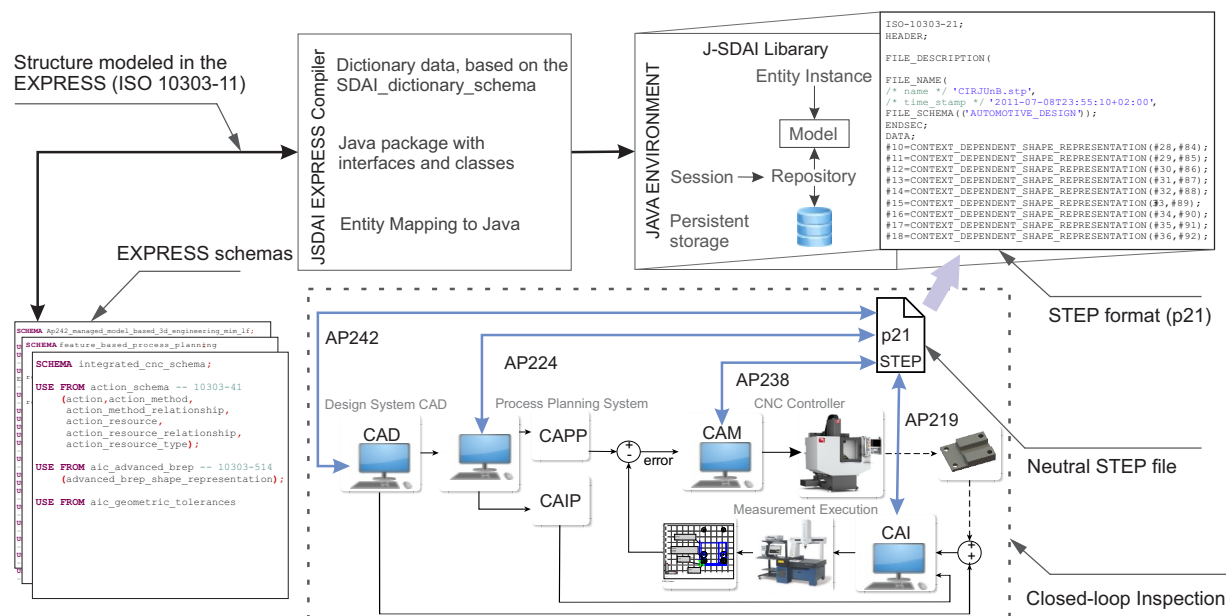 Structure modeled in the
EXPRESS (ISO 10303-11)
JSDAI EXPRESS Compiler
Dictionary data, based on the
SDAI_dictionary_schema
Java package with
interfaces and classes
Entity Mapping to Java
JAVA ENVIRONMENT
J-SDAI Libarary
Entity Instance
Model
Session
Repository
Persistent
storage
ISO-10303-21;
HEADER;
FILE_DESCRIPTION(
FILE_NAME(
/* name */ 'CIRJUnB.stp',
/* time_stamp */ '2011-07-08T23:55:10+02:00',
FILE_SCHEMA(('AUTOMOTIVE_DESIGN'));
ENDSEC;
DATA;
#10=CONTEXT_DEPENDENT_SHAPE_REPRESENTATION(#28,#84);
#11=CONTEXT_DEPENDENT_SHAPE_REPRESENTATION(#29,#85);
#12=CONTEXT_DEPENDENT_SHAPE_REPRESENTATION(#30,#86);
#13=CONTEXT_DEPENDENT_SHAPE_REPRESENTATION(#31,#87);
#14=CONTEXT_DEPENDENT_SHAPE_REPRESENTATION(#32,#88);
#15=CONTEXT_DEPENDENT_SHAPE_REPRESENTATION(#3,#89);
#16=CONTEXT_DEPENDENT_SHAPE_REPRESENTATION(#34,#90);
#17=CONTEXT_DEPENDENT_SHAPE_REPRESENTATION(#35,#91);
#18=CONTEXT_DEPENDENT_SHAPE_REPRESENTATION(#36,#92);
EXPRESS schemas
SCHEMA Ap242_managed_model_based_3d_engineering_mim_lf;
SCHEMA feature_based_process_planning
SCHEMA integrated_cnc_schema;
USE FROM action_schema -- 10303-41
(action,action_method,
action_method_relationship,
action_resource,
action_resource_relationship,
action_resource_type);
USE FROM aic_advanced_brep -- 10303-514
(advanced_brep_shape_representation);
USE FROM aic_geometric_tolerances
STEP format (p21)
AP242
AP224
AP238
AP219
p21
STEP
Design System CAD
Process Planning System
CNC Controller
CAD
CAPP
CAIP
+
-
error
CAM
Neutral STEP file
Measurement Execution
CAI
+
+
Closed-loop Inspection